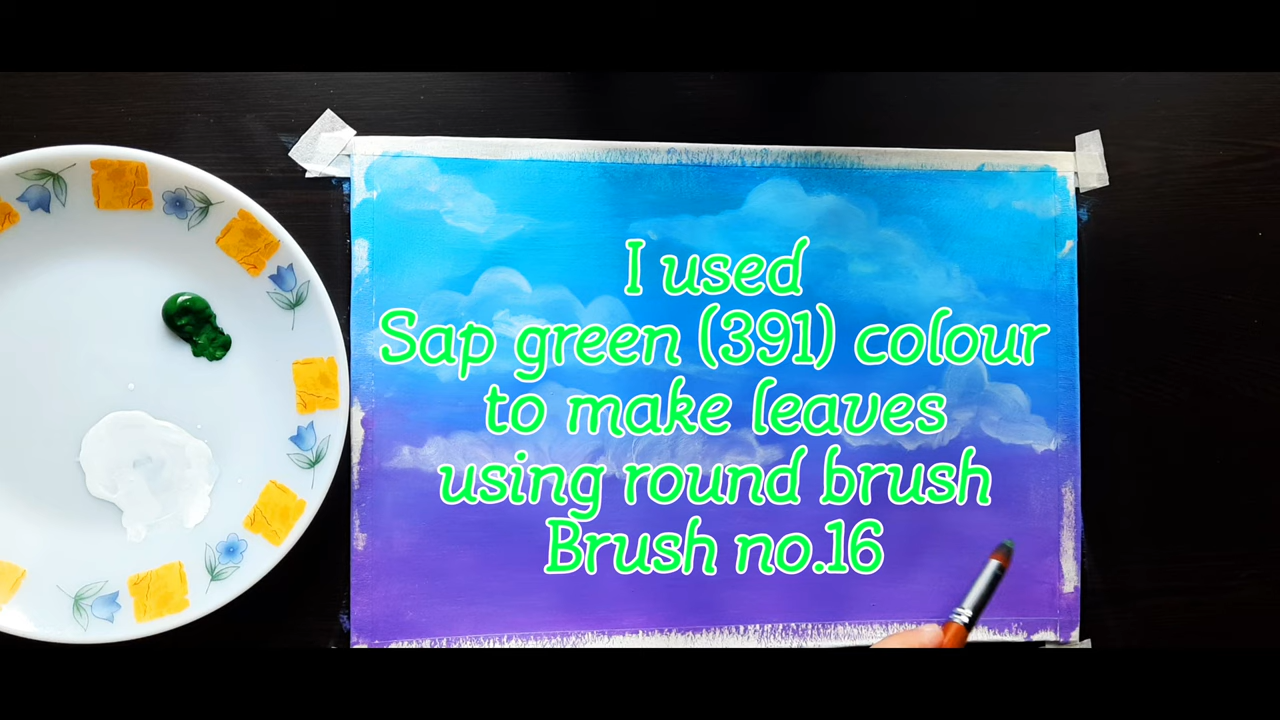 I used
Sap green (391) colour
to make leaves
using round brush
Brush no.16